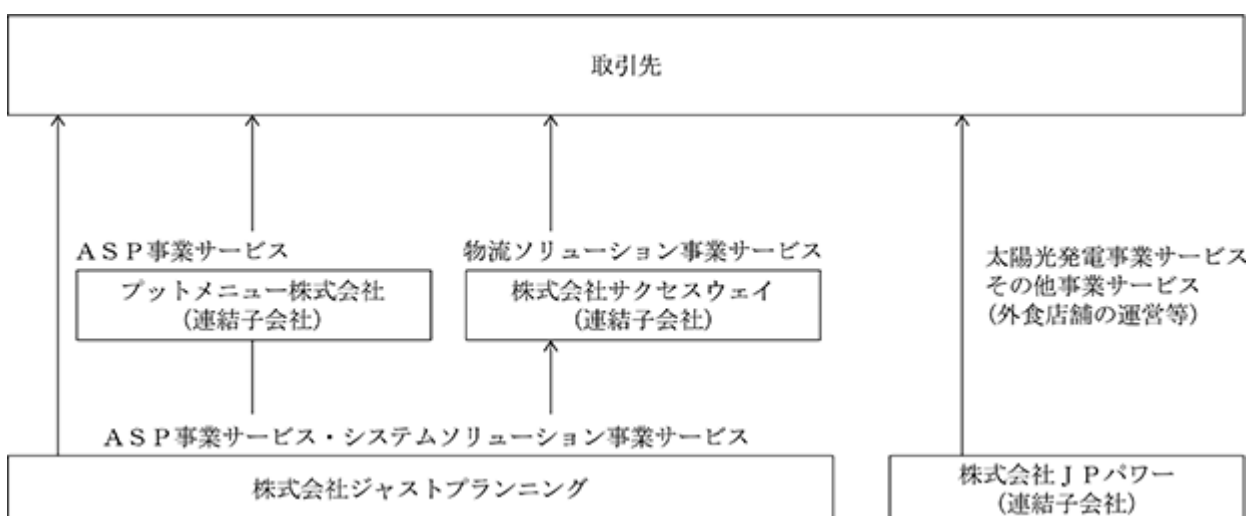 取引先
ＡＳＰ事業サービス
プットメニュー株式会社
（連結子会社）
物流ソリューション事業サービス
株式会社サクセスウェイ
（連結子会社）
太陽光発電事業サービス
その他事業サービス
（外食店舗の運営等）
ＡＳＰ事業サービス・システムソリューション事業サービス
株式会社ジャストプランニング
株式会社ＪＰパワー
（連結子会社）